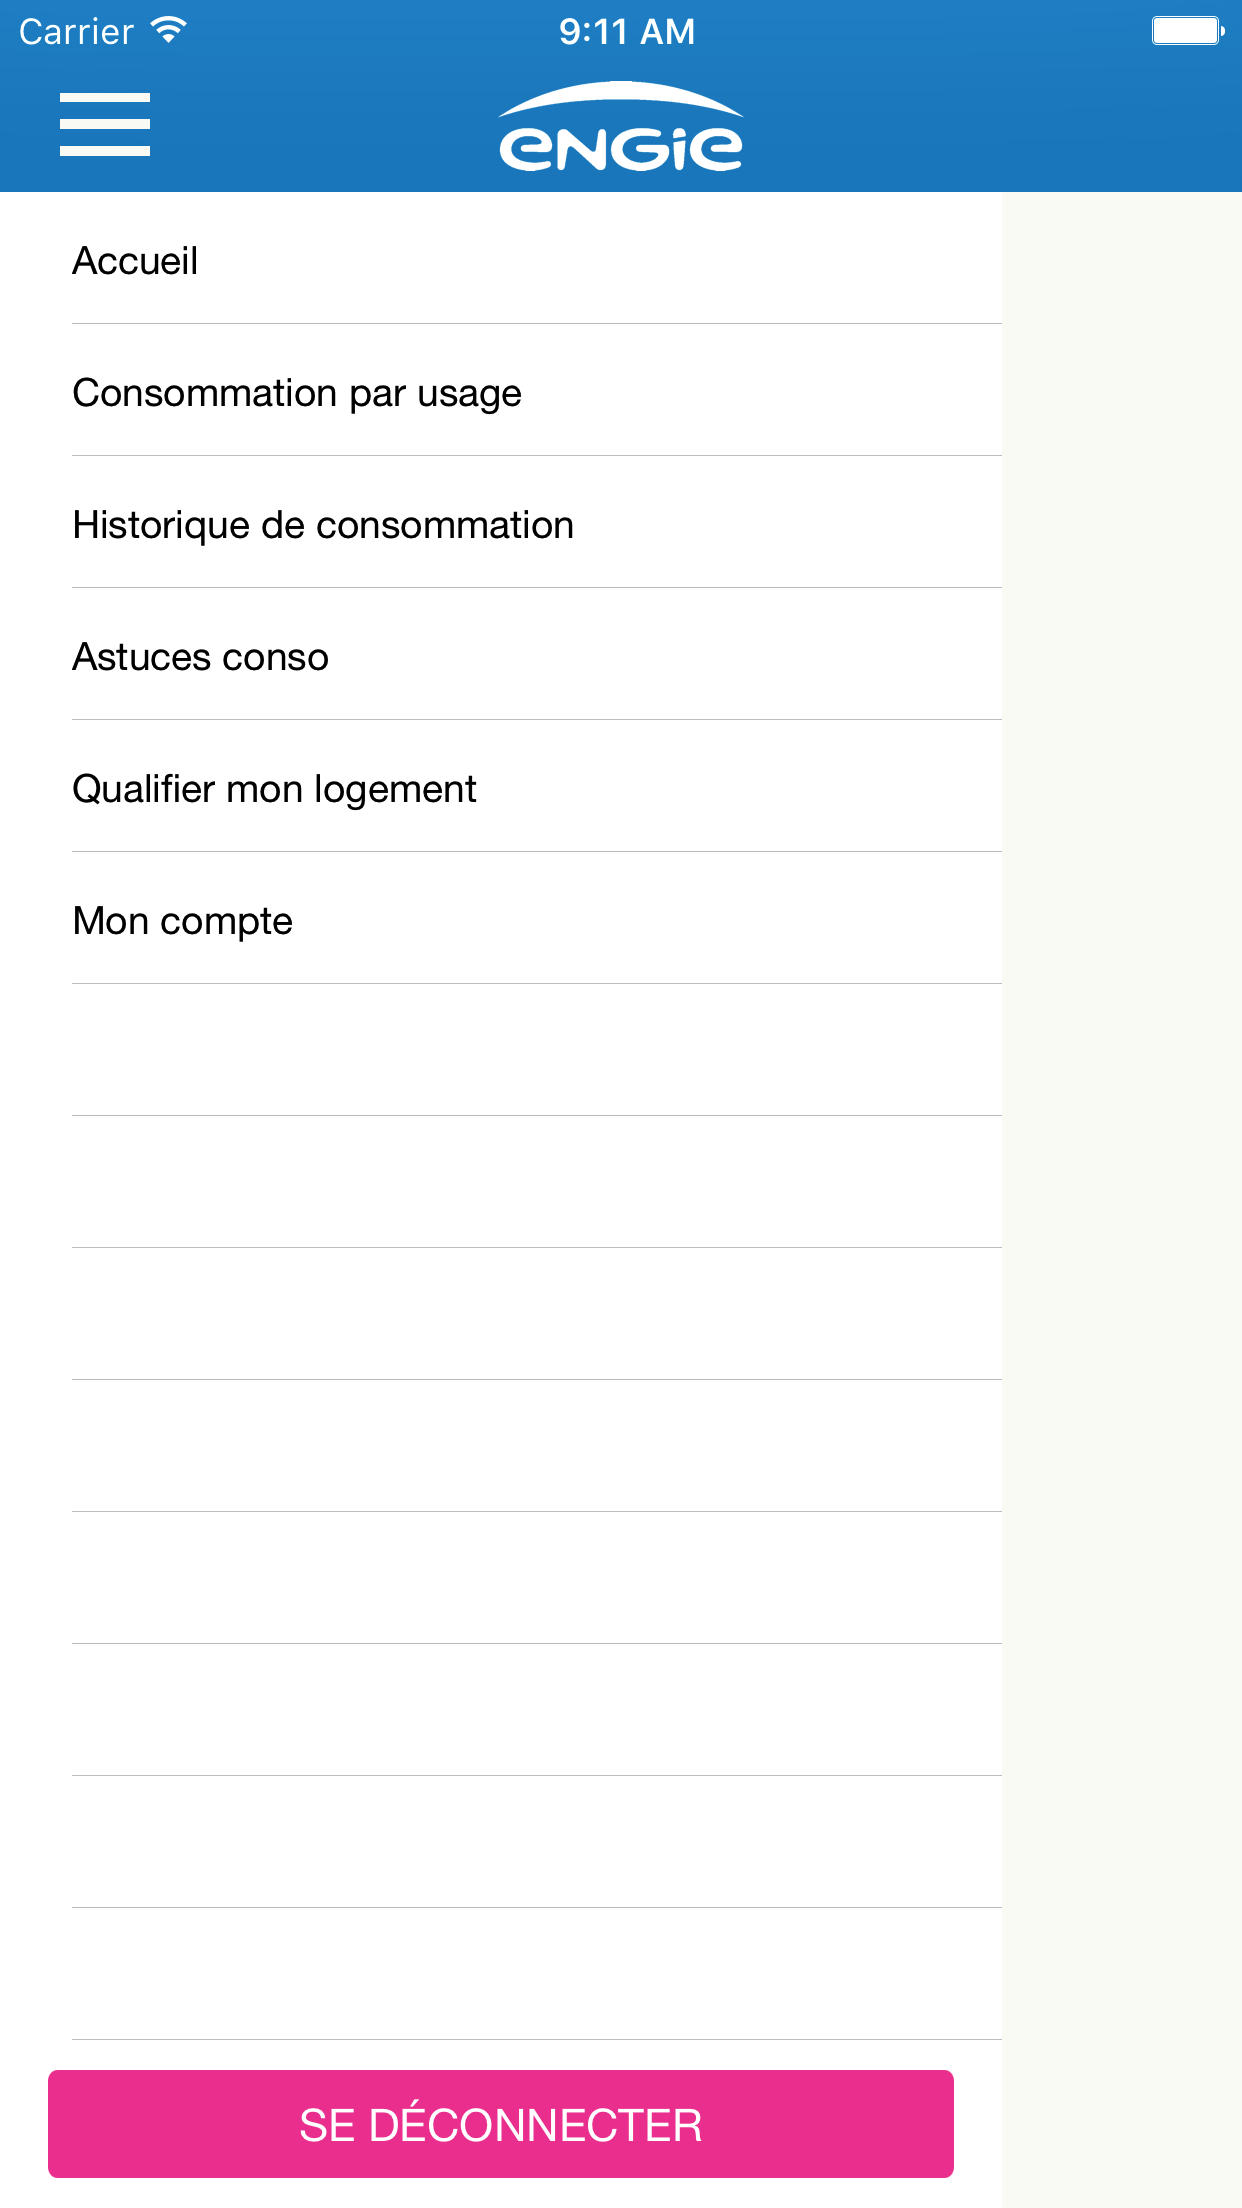 Carrier
9:11 AM
ENGIE
Accueil
Consommation par usage
Historique de consommation
Astuces conso
Qualifier mon logement
Mon compte
SE DÉCONNECTER